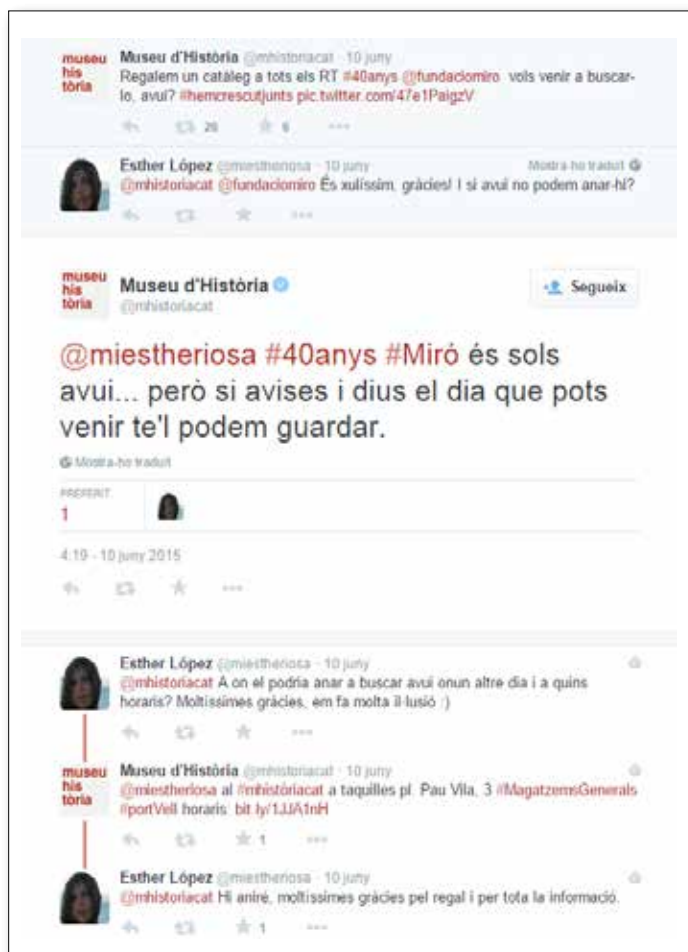 museu
his
tòria
Museu d'Història @mhistoriacat · 10 juny
Regalem un catàleg a tots els RT #40anys @fundaciomiro vols venir a buscar-
lo, avui? #hemcrescutjunts pic.twitter.com/47e1PaigzV
26 6
Esther López @miestheriosa · 10 juny Mostra-ho traduït
@mhistoriacat @fundaciomiro És xulíssim, gràcies! I si avui no podem anar-hi?
museu
his
tòria
Museu d'Història
@mhistoriacat
Segueix
@miestheriosa #40anys #Miró és sols
avui... però si avises i dius el dia que pots
venir te'l podem guardar.
Mostra-ho traduït
PREFERIT
1
4:19 - 10 juny 2015
Esther López @miestheriosa · 10 juny
@mhistoriacat A on el podria anar a buscar avui onun altre dia i a quins
horaris? Moltissimes gràcies, em fa molta il·lusió :)
museu
his
tòria
Museu d'Història @mhistoriacat · 10 juny
@miestheriosa al #mhistòriacat a taquilles pl. Pau Vila, 3 #MagatzemsGenerals
#portVell horaris: bit.ly/1JJA1nH
1
Esther López @miestheriosa · 10 juny
@mhistoriacat Hi aniré, moltíssimes gràcies pel regal i per tota la informació.
1